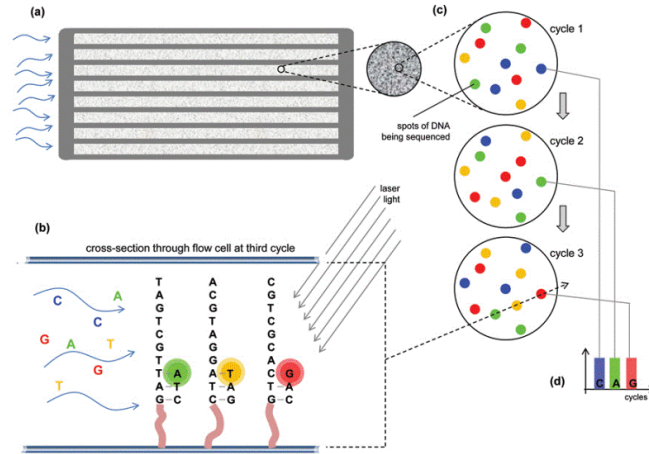 (a)
(c)
cycle 1
spots of DNA
being sequenced
cycle 2
cycle 3
laser
light
(b)
cross-section through flow cell at third cycle
C A
C
G A T
G
T
T A C
A C G
G G T
T T C
C A G
G G C
T G A
T A A T C G
A T T A T A
G C C G G C
(d)
C A G
cycles